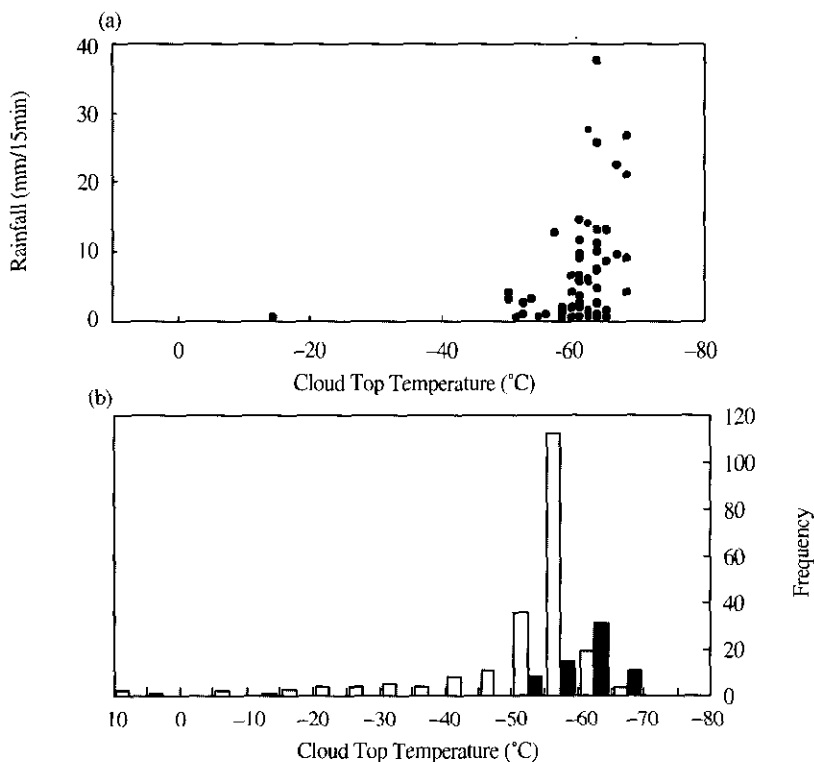 (a)
Rainfall (mm/15min)
40
30
20
10
0
0 -20 -40 -60 -80
Cloud Top Temperature (°C)
(b)
120
100
80
60
40
20
0
Frequency
10 0 -10 -20 -30 -40 -50 -60 -70 -80
Cloud Top Temperature (°C)